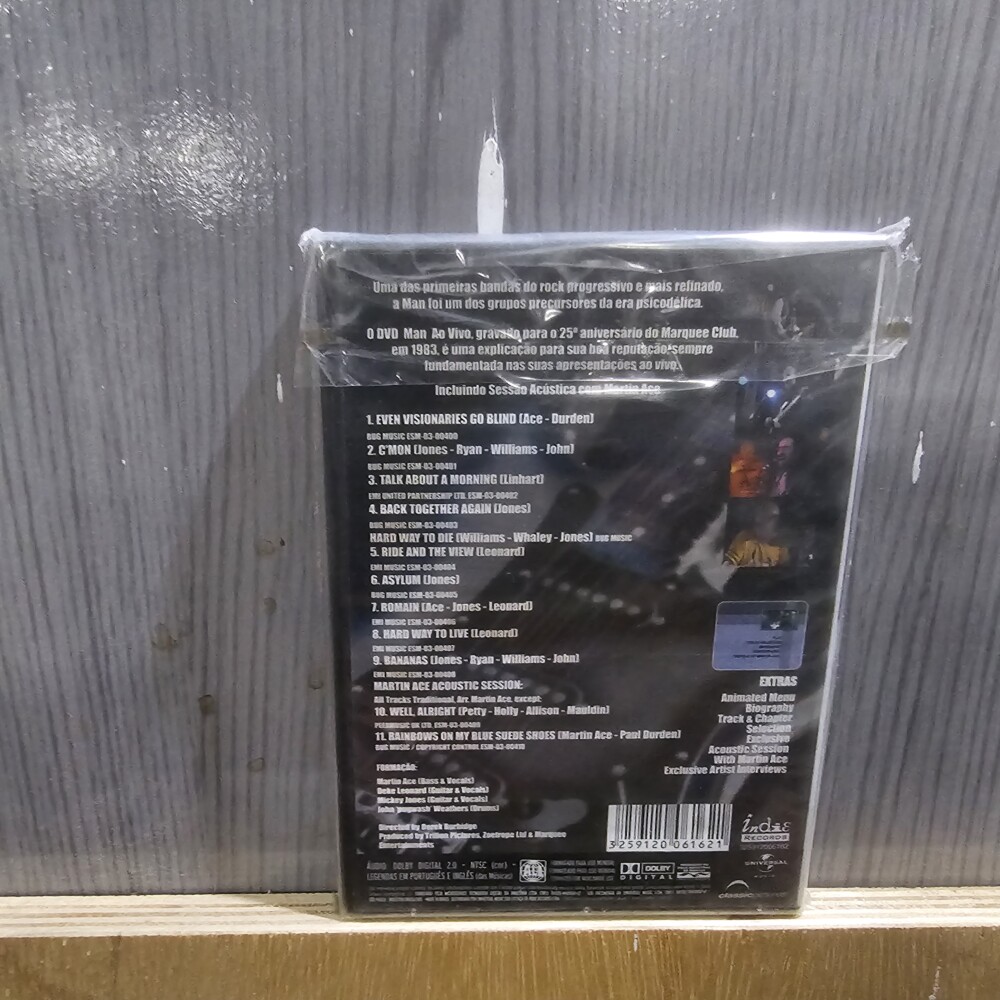 Uma das primeiras bandas do rock progressivo e mais refinado,
a Man foi um dos grupos precursores da era psicodélica.
O DVD Man Ao Vivo, gravado para o 25º aniversário do Marquee Club,
em 1983, é uma explicação para sua boa reputação sempre
fundamentada nas suas apresentações ao vivo.
Incluindo Sessão Acústica com Martin Ace
1. EVEN VISIONARIES GO BLIND (Ace - Durden)
BUG MUSIC ESM-03-00400
2. C'MON (Jones - Ryan - Williams - John)
BUG MUSIC ESM-03-00401
3. TALK ABOUT A MORNING (Linhart)
EMI UNITED PARTNERSHIP LTD. ESM-03-00402
4. BACK TOGETHER AGAIN (Jones)
BUG MUSIC ESM-03-00403
HARD WAY TO DIE (Williams - Whaley - Jones) BUG MUSIC
5. RIDE AND THE VIEW (Leonard)
EMI MUSIC ESM-03-00404
6. ASYLUM (Jones)
BUG MUSIC ESM-03-00405
7. ROMAIN (Ace - Jones - Leonard)
EMI MUSIC ESM-03-00406
8. HARD WAY TO LIVE (Leonard)
EMI MUSIC ESM-03-00407
9. BANANAS (Jones - Ryan - Williams - John)
EMI MUSIC ESM-03-00408
MARTIN ACE ACOUSTIC SESSION:
All Tracks Traditional, Arr. Martin Ace, except:
10. WELL, ALRIGHT (Petty - Holly - Allison - Mauldin)
PEERMUSIC UK LTD. ESM-03-00409
11. RAINBOWS ON MY BLUE SUEDE SHOES (Martin Ace - Paul Durden)
BUG MUSIC / COPYRIGHT CONTROL ESM-03-00410
FORMAÇÃO:
Martin Ace (Bass & Vocals)
Deke Leonard (Guitar & Vocals)
Mickey Jones (Guitar & Vocals)
John 'pugwash' Weathers (Drums)
Directed by Derek Burbidge
Produced by Trilion Pictures, Zoetrope Ltd & Marquee
Entertainments
EXTRAS
Animated Menu
Biography
Track & Chapter
Selection
Exclusive
Acoustic Session
With Martin Ace
Exclusive Artist Interviews
3 259120 061621
indie
RECORDS
UNIVERSAL
MUSIC
ÁUDIO: DOLBY DIGITAL 2.0 - NTSC (cor) -
LEGENDAS EM PORTUGUÊS E INGLÊS (das Músicas)
ALL
DOLBY
DIGITAL